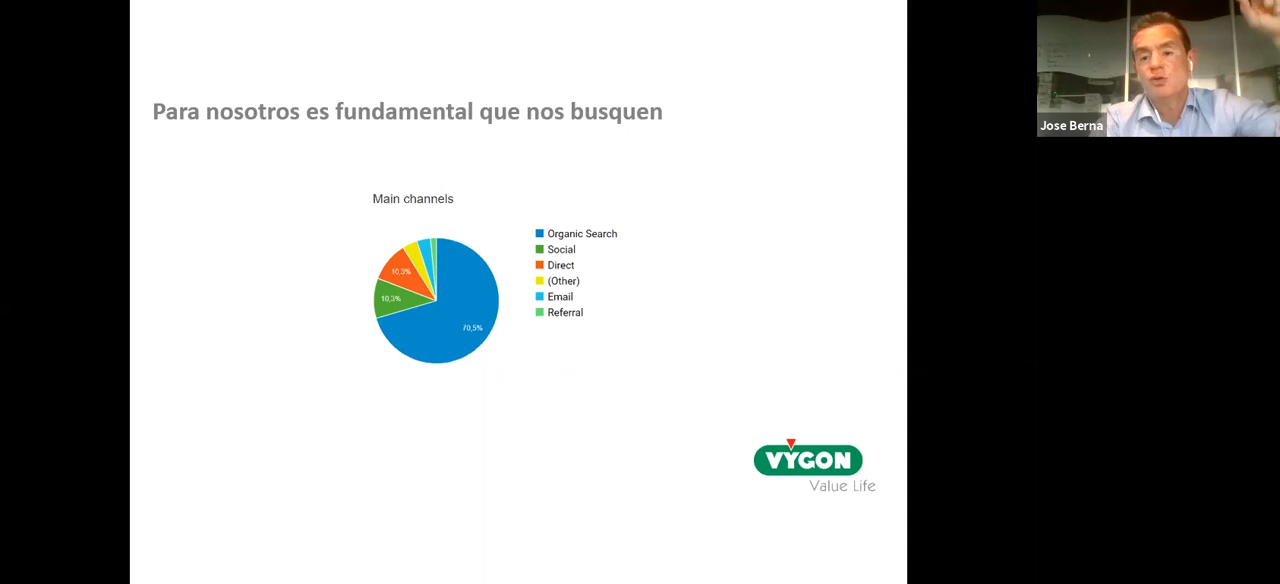 Para nosotros es fundamental que nos busquen
Main channels
Organic Search
Social
Direct
(Other)
Email
Referral
10,3%
10,3%
70,5%
VYGON
Value Life
Jose Berna